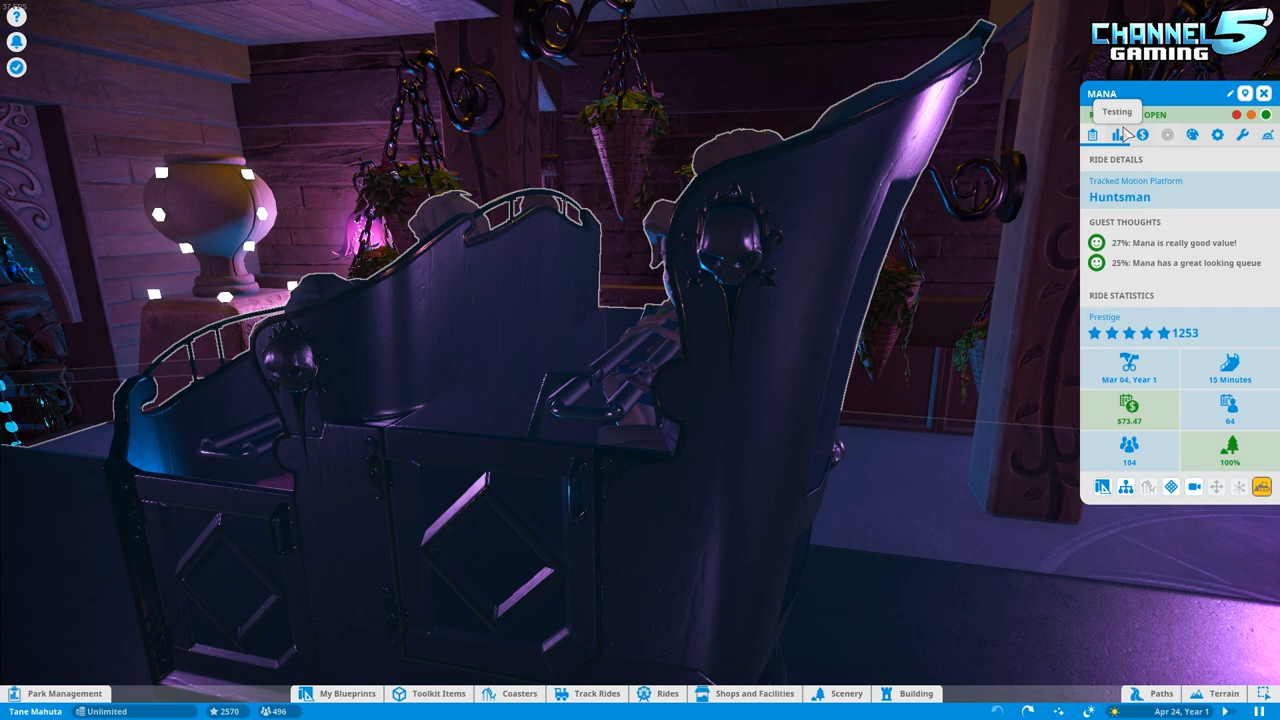 37 FPS
CHANNEL 5
GAMING
MANA
Testing
OPEN
RIDE DETAILS
Tracked Motion Platform
Huntsman
GUEST THOUGHTS
27%: Mana is really good value!
25%: Mana has a great looking queue
RIDE STATISTICS
Prestige
1253
Mar 04, Year 1
15 Minutes
$73.47
64
104
100%
Park Management
My Blueprints
Toolkit Items
Coasters
Track Rides
Rides
Shops and Facilities
Scenery
Building
Paths
Terrain
Tane Mahuta
Unlimited
2570
496
Apr 24, Year 1